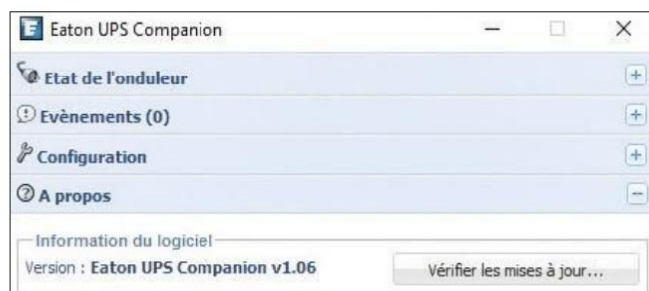 Eaton UPS Companion
Etat de l'onduleur
Evènements (0)
Configuration
A propos
Information du logiciel
Version : Eaton UPS Companion v1.06 Vérifier les mises à jour...